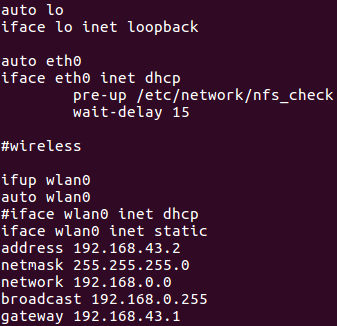 auto lo
iface lo inet loopback
auto eth0
iface eth0 inet dhcp
pre-up /etc/network/nfs_check
wait-delay 15
#wireless
ifup wlan0
auto wlan0
#iface wlan0 inet dhcp
iface wlan0 inet static
address 192.168.43.2
netmask 255.255.255.0
network 192.168.0.0
broadcast 192.168.0.255
gateway 192.168.43.1